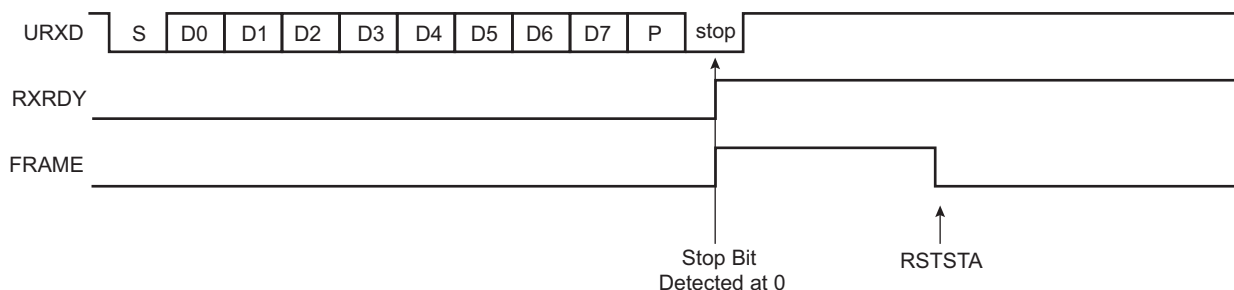 URXD S D0 D1 D2 D3 D4 D5 D6 D7 P stop
RXRDY
FRAME
Stop Bit
Detected at 0
RSTSTA